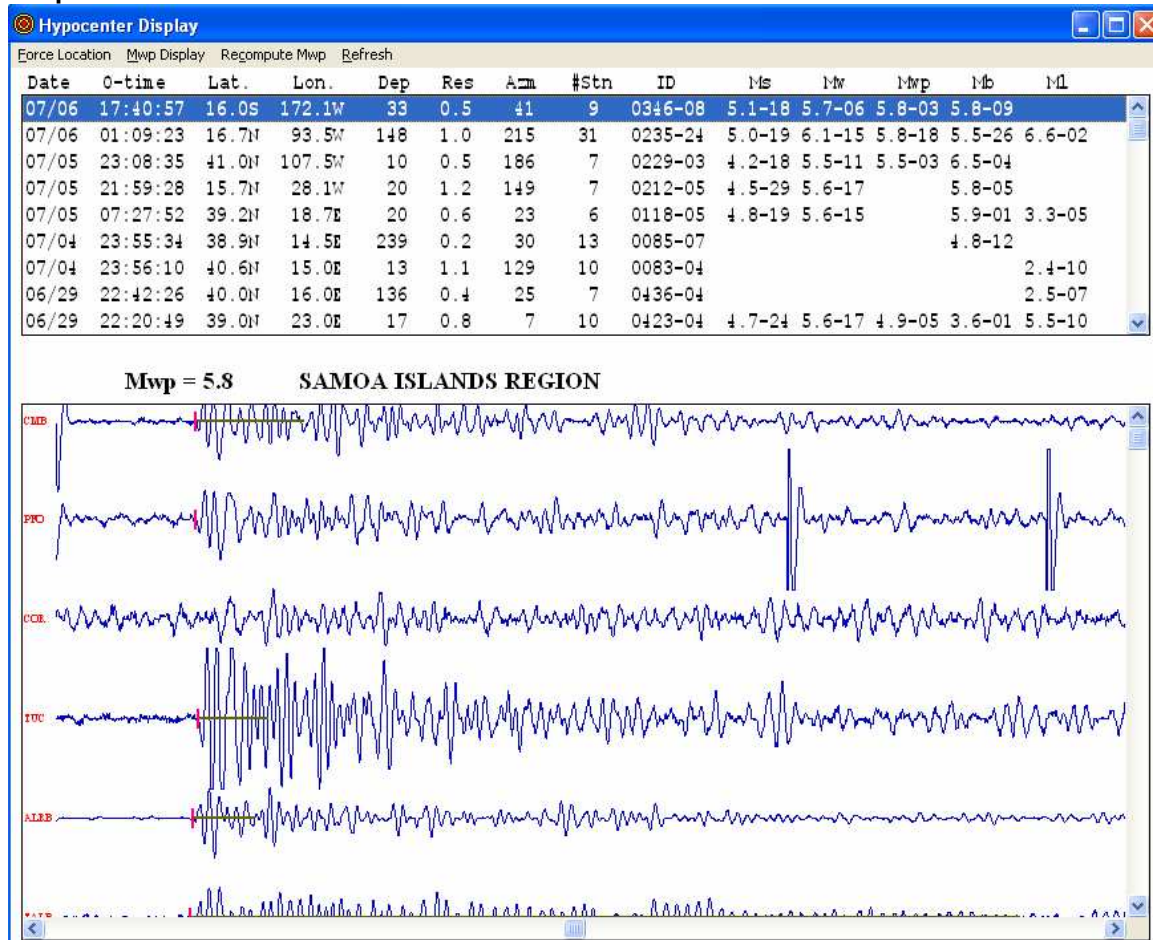 Hypocenter Display
Force Location Mwp Display Recompute Mwp Refresh
Date O-time Lat. Lon. Dep Res Azm #Stn ID Ms Mw Mwp Mb Ml
07/06 17:40:57 16.0S 172.1W 33 0.5 41 9 0346-08 5.1-18 5.7-06 5.8-03 5.8-09
07/06 01:09:23 16.7N 93.5W 148 1.0 215 31 0235-24 5.0-19 6.1-15 5.8-18 5.5-26 6.6-02
07/05 23:08:35 41.0N 107.5W 10 0.5 186 7 0229-03 4.2-18 5.5-11 5.5-03 6.5-04
07/05 21:59:28 15.7N 28.1W 20 1.2 149 7 0212-05 4.5-29 5.6-17 5.8-05
07/05 07:27:52 39.2N 18.7E 20 0.6 23 6 0118-05 4.8-19 5.6-15 5.9-01 3.3-05
07/04 23:55:34 38.9N 14.5E 239 0.2 30 13 0085-07 4.8-12
07/04 23:56:10 40.6N 15.0E 13 1.1 129 10 0083-04 2.4-10
06/29 22:42:26 40.0N 16.0E 136 0.4 25 7 0436-04 2.5-07
06/29 22:20:49 39.0N 23.0E 17 0.8 7 10 0423-04 4.7-24 5.6-17 4.9-05 3.6-01 5.5-10
Mwp = 5.8 SAMOA ISLANDS REGION
CMB
PFO
COR
TUC